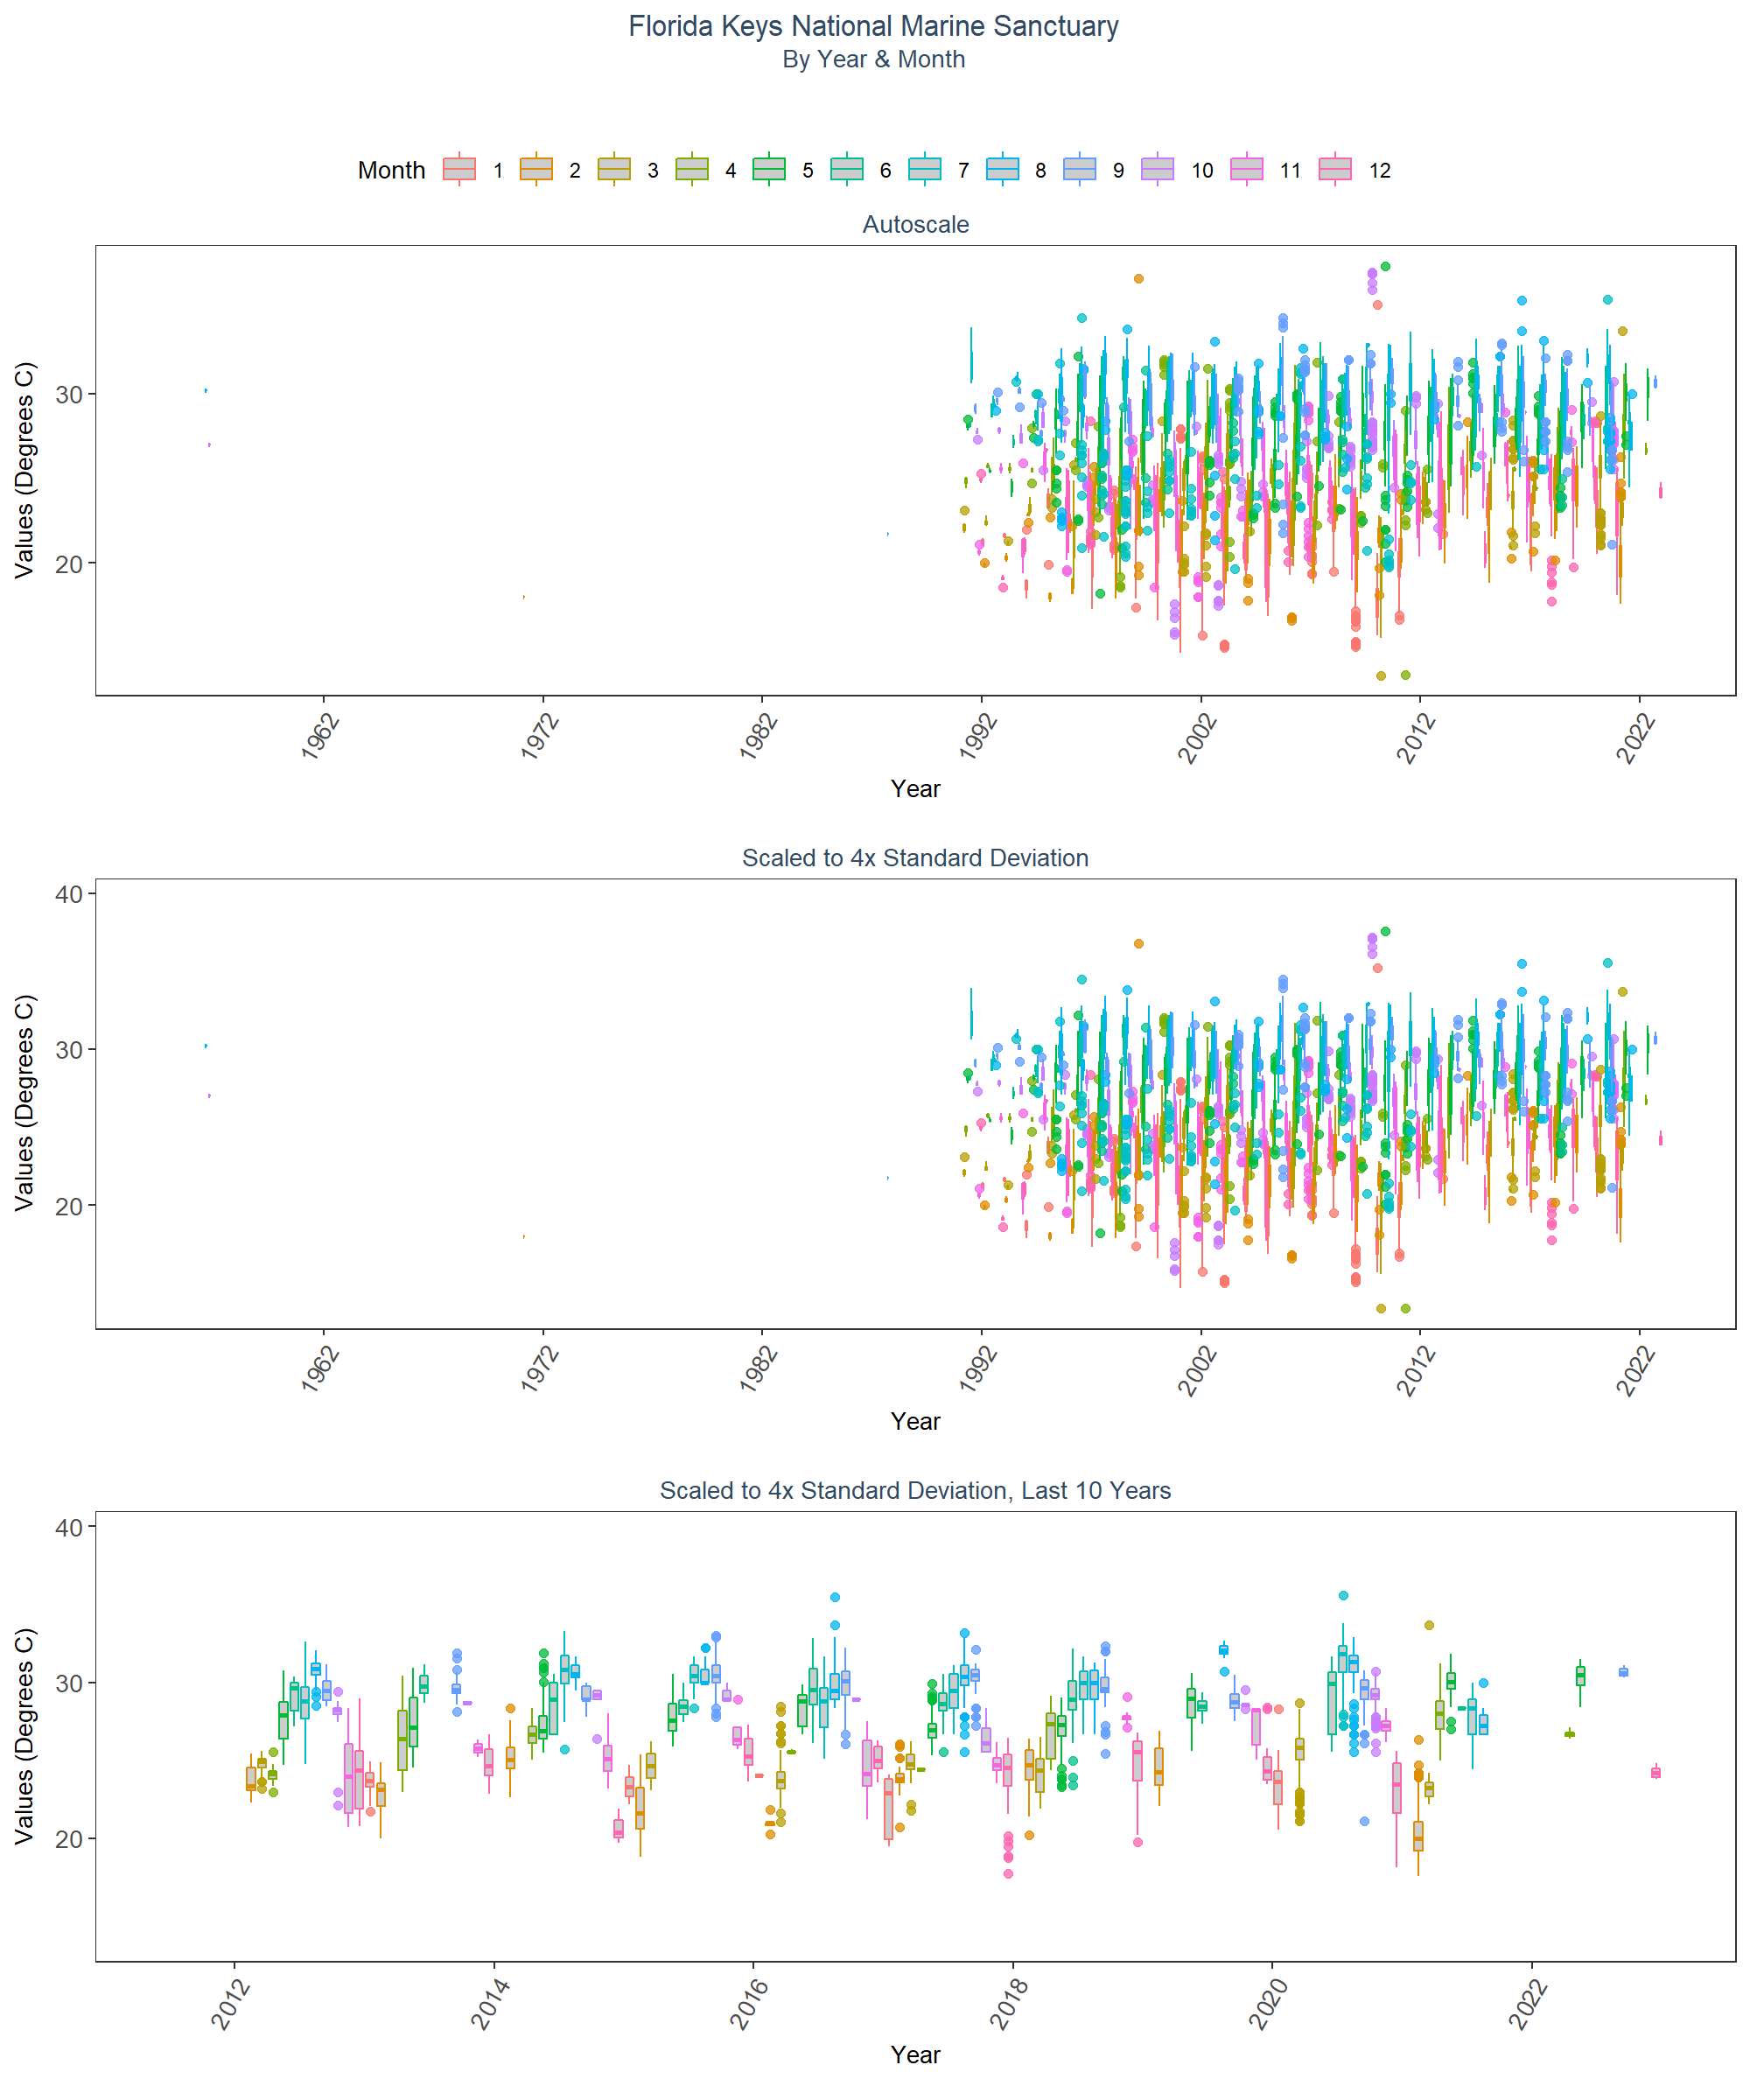 Florida Keys National Marine Sanctuary
By Year & Month
Month 1 2 3 4 5 6 7 8 9 10 11 12
Autoscale
Values (Degrees C)
30
20
1962 1972 1982 1992 2002 2012 2022
Year
Scaled to 4x Standard Deviation
Values (Degrees C)
40
30
20
1962 1972 1982 1992 2002 2012 2022
Year
Scaled to 4x Standard Deviation, Last 10 Years
Values (Degrees C)
40
30
20
2012 2014 2016 2018 2020 2022
Year